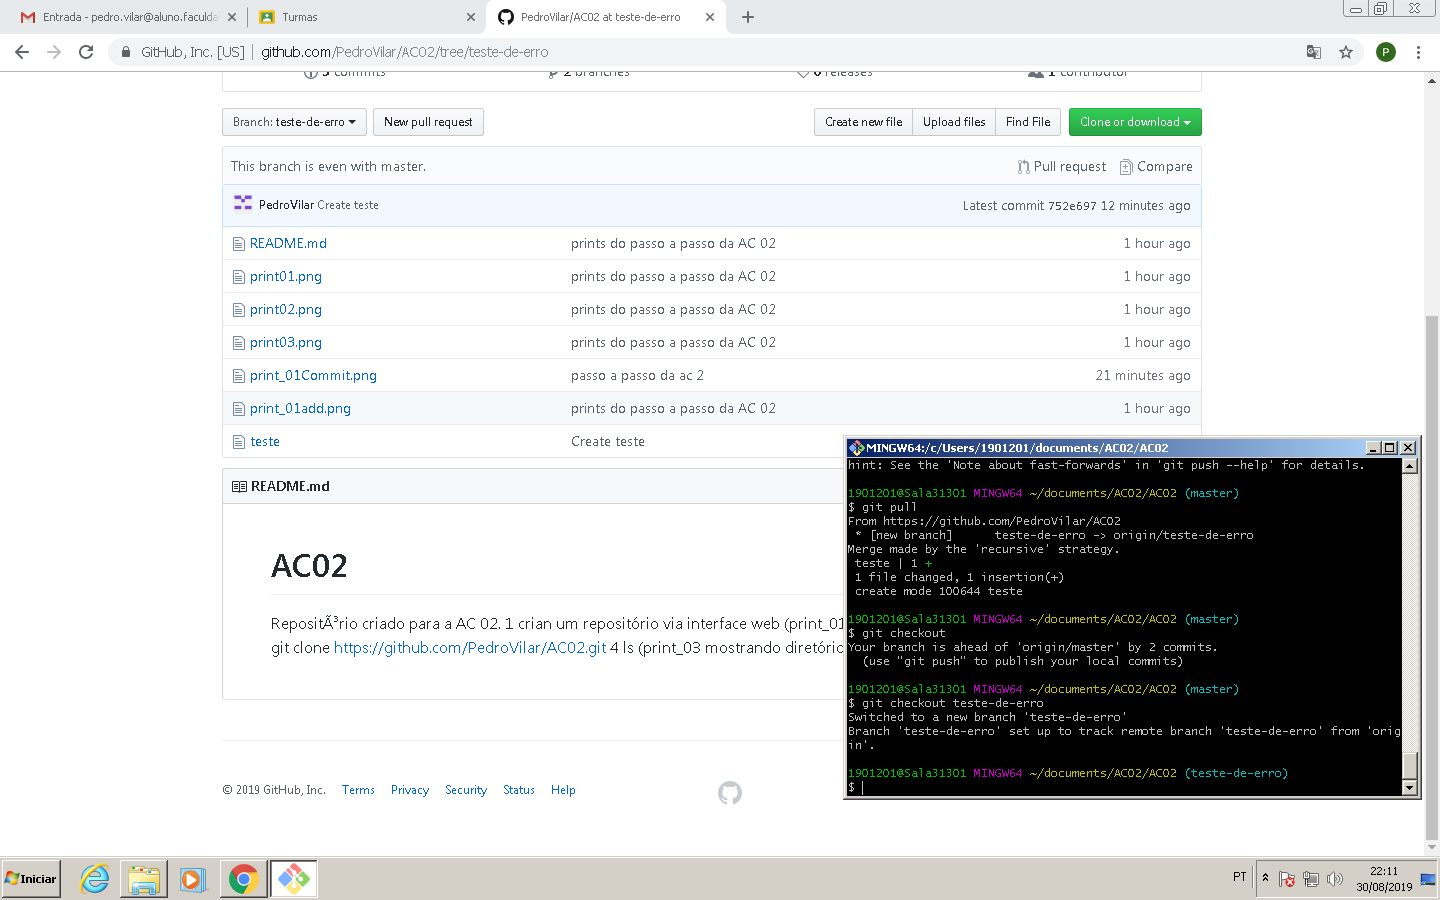 Entrada - pedro.vilar@aluno.faculda
Turmas
PedroVilar/AC02 at teste-de-erro
GitHub, Inc. [US] | github.com/PedroVilar/AC02/tree/teste-de-erro
P
commits
2 branches
0 releases
1 contributor
Branch: teste-de-erro
New pull request
Create new file
Upload files
Find File
Clone or download
This branch is even with master.
Pull request
Compare
PedroVilar Create teste
Latest commit 752e697 12 minutes ago
README.md
prints do passo a passo da AC 02
1 hour ago
print01.png
prints do passo a passo da AC 02
1 hour ago
print02.png
prints do passo a passo da AC 02
1 hour ago
print03.png
prints do passo a passo da AC 02
1 hour ago
print_01Commit.png
passo a passo da ac 2
21 minutes ago
print_01add.png
prints do passo a passo da AC 02
1 hour ago
teste
Create teste
README.md
AC02
RepositÃ³rio criado para a AC 02. 1 crian um repositório via interface web (print_01
git clone https://github.com/PedroVilar/AC02.git 4 ls (print_03 mostrando diretóric
© 2019 GitHub, Inc.
Terms
Privacy
Security
Status
Help
MINGW64:/c/Users/1901201/documents/AC02/AC02
hint: See the 'Note about fast-forwards' in 'git push --help' for details.
1901201@Sala31301 MINGW64 ~/documents/AC02/AC02 (master)
$ git pull
From https://github.com/PedroVilar/AC02
* [new branch]      teste-de-erro -> origin/teste-de-erro
Merge made by the 'recursive' strategy.
teste | 1 +
1 file changed, 1 insertion(+)
create mode 100644 teste
1901201@Sala31301 MINGW64 ~/documents/AC02/AC02 (master)
$ git checkout
Your branch is ahead of 'origin/master' by 2 commits.
(use "git push" to publish your local commits)
1901201@Sala31301 MINGW64 ~/documents/AC02/AC02 (master)
$ git checkout teste-de-erro
Switched to a new branch 'teste-de-erro'
Branch 'teste-de-erro' set up to track remote branch 'teste-de-erro' from 'orig
in'.
1901201@Sala31301 MINGW64 ~/documents/AC02/AC02 (teste-de-erro)
$
Iniciar
PT
22:11
30/08/2019